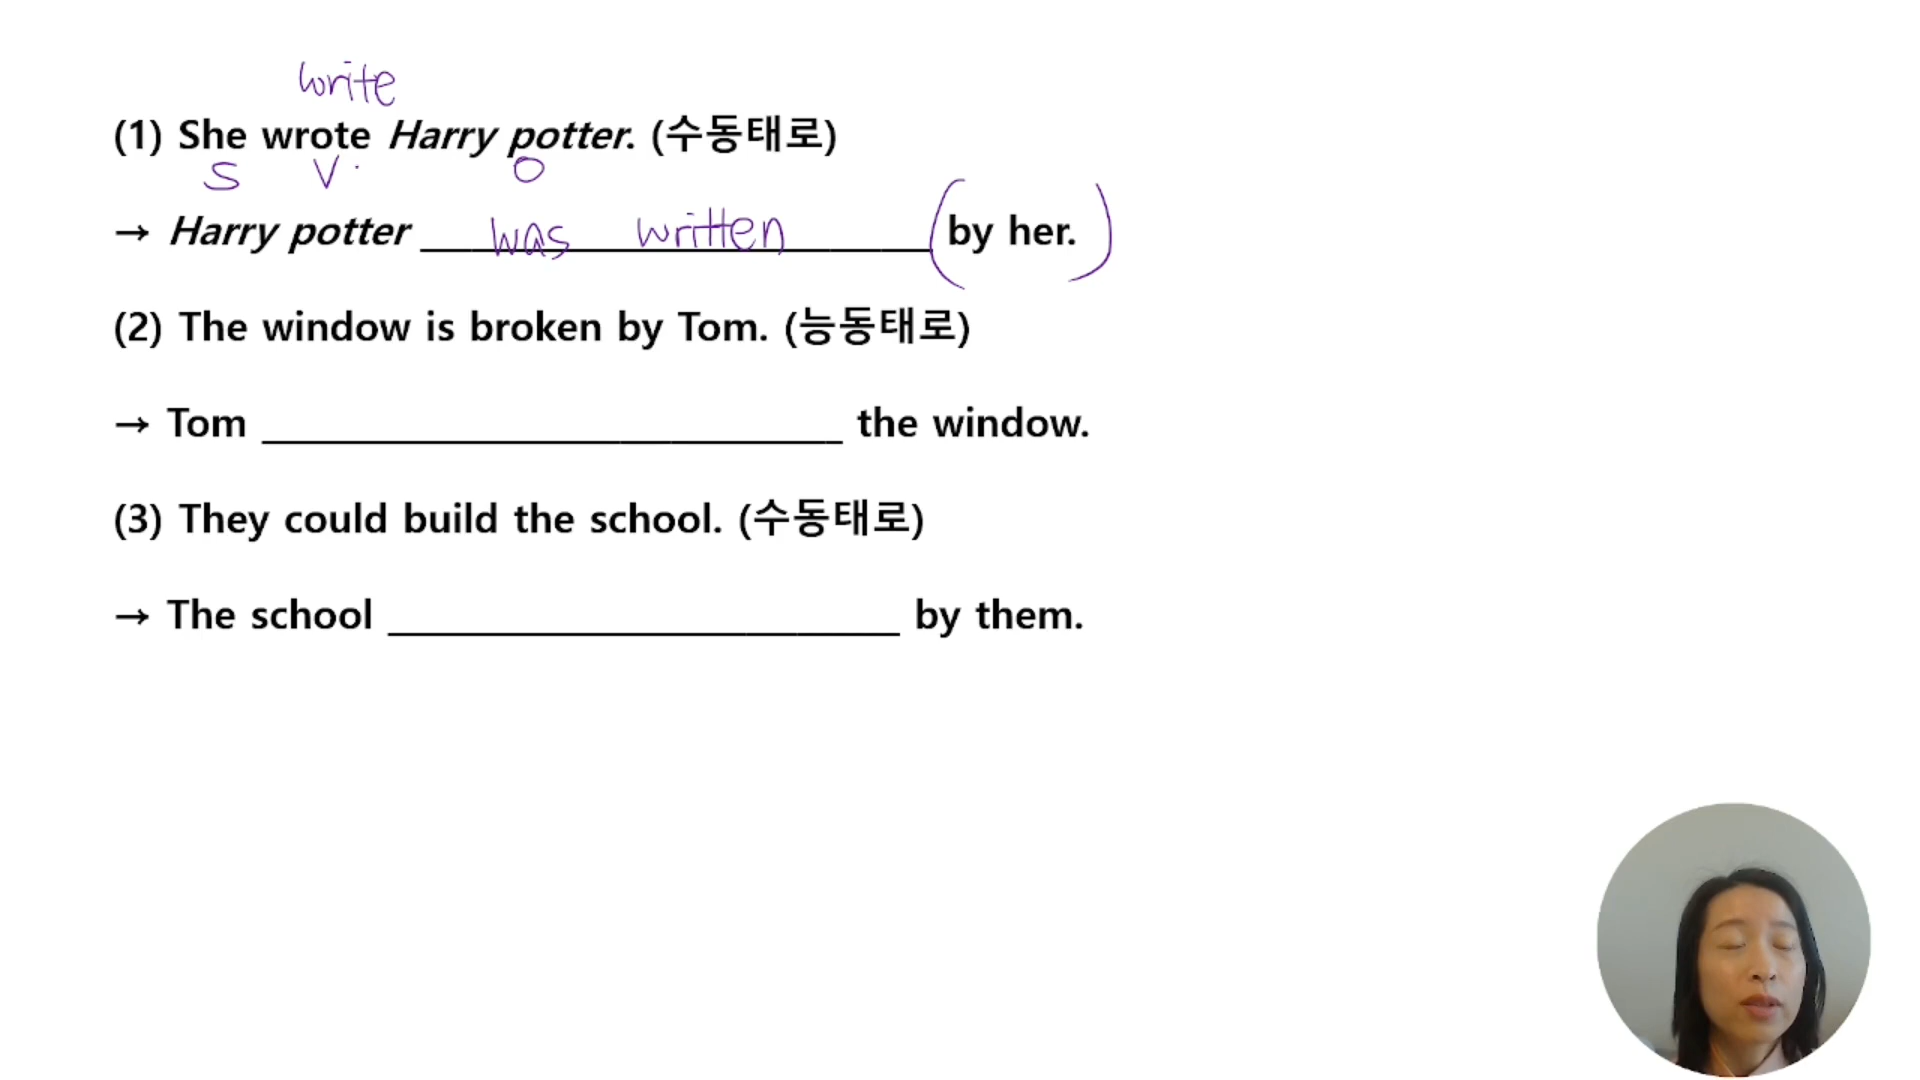 write
(1) She wrote Harry potter. (수동태로)
S V. O
→ Harry potter was written (by her.)
(2) The window is broken by Tom. (능동태로)
→ Tom ____________________ the window.
(3) They could build the school. (수동태로)
→ The school ____________________ by them.